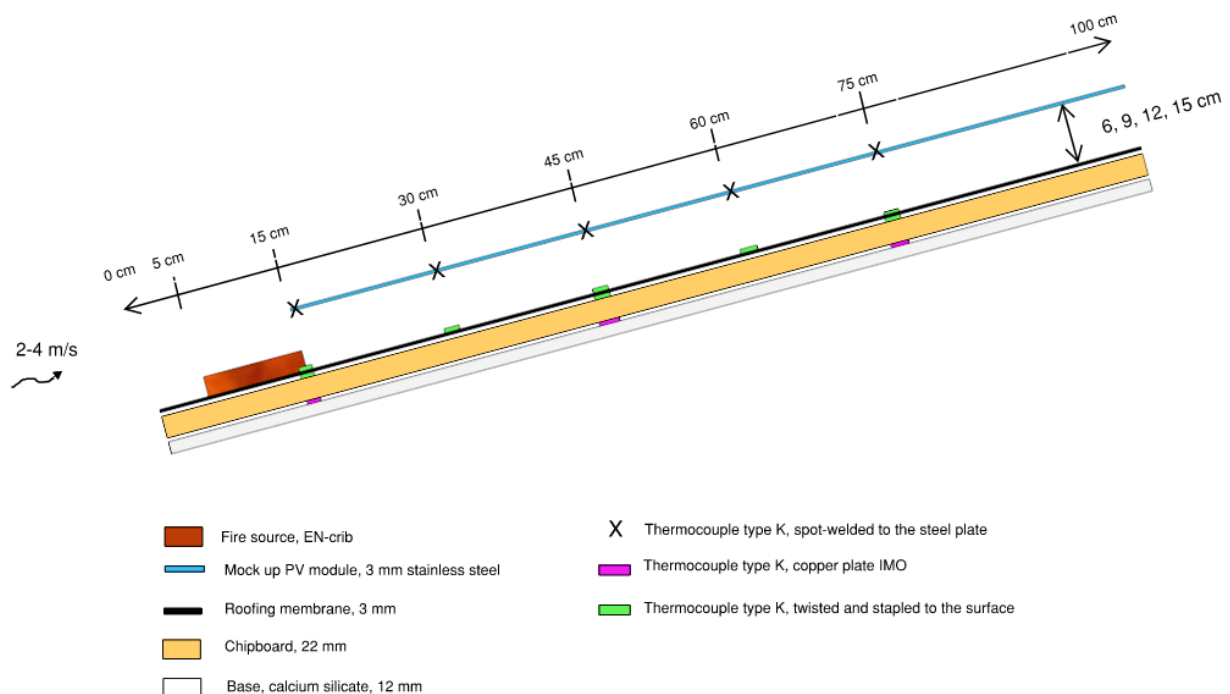 100 cm
75 cm
60 cm
45 cm
30 cm
15 cm
5 cm
0 cm
6, 9, 12, 15 cm
2-4 m/s
Fire source, EN-crib
Mock up PV module, 3 mm stainless steel
Roofing membrane, 3 mm
Chipboard, 22 mm
Base, calcium silicate, 12 mm
X Thermocouple type K, spot-welded to the steel plate
Thermocouple type K, copper plate IMO
Thermocouple type K, twisted and stapled to the surface